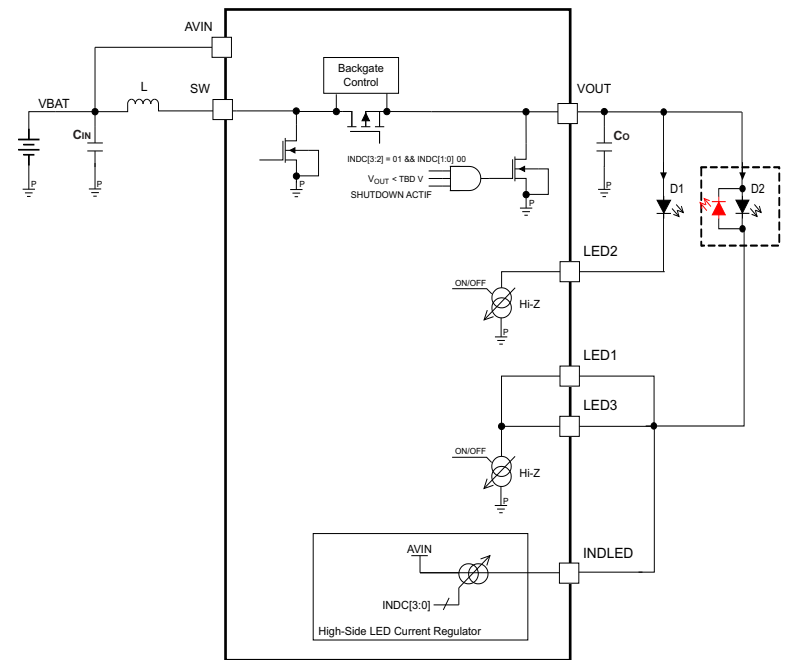 AVIN
Backgate
Control
L
SW
VOUT
VBAT
CIN
CO
P
P
P
INDC[3:2] = 01 && INDC[1:0] 00
VOUT < TBD V
SHUTDOWN ACTIF
P
P
D1
D2
LED2
ON/OFF
Hi-Z
P
LED1
LED3
ON/OFF
Hi-Z
P
INDLED
AVIN
INDC[3:0]
High-Side LED Current Regulator